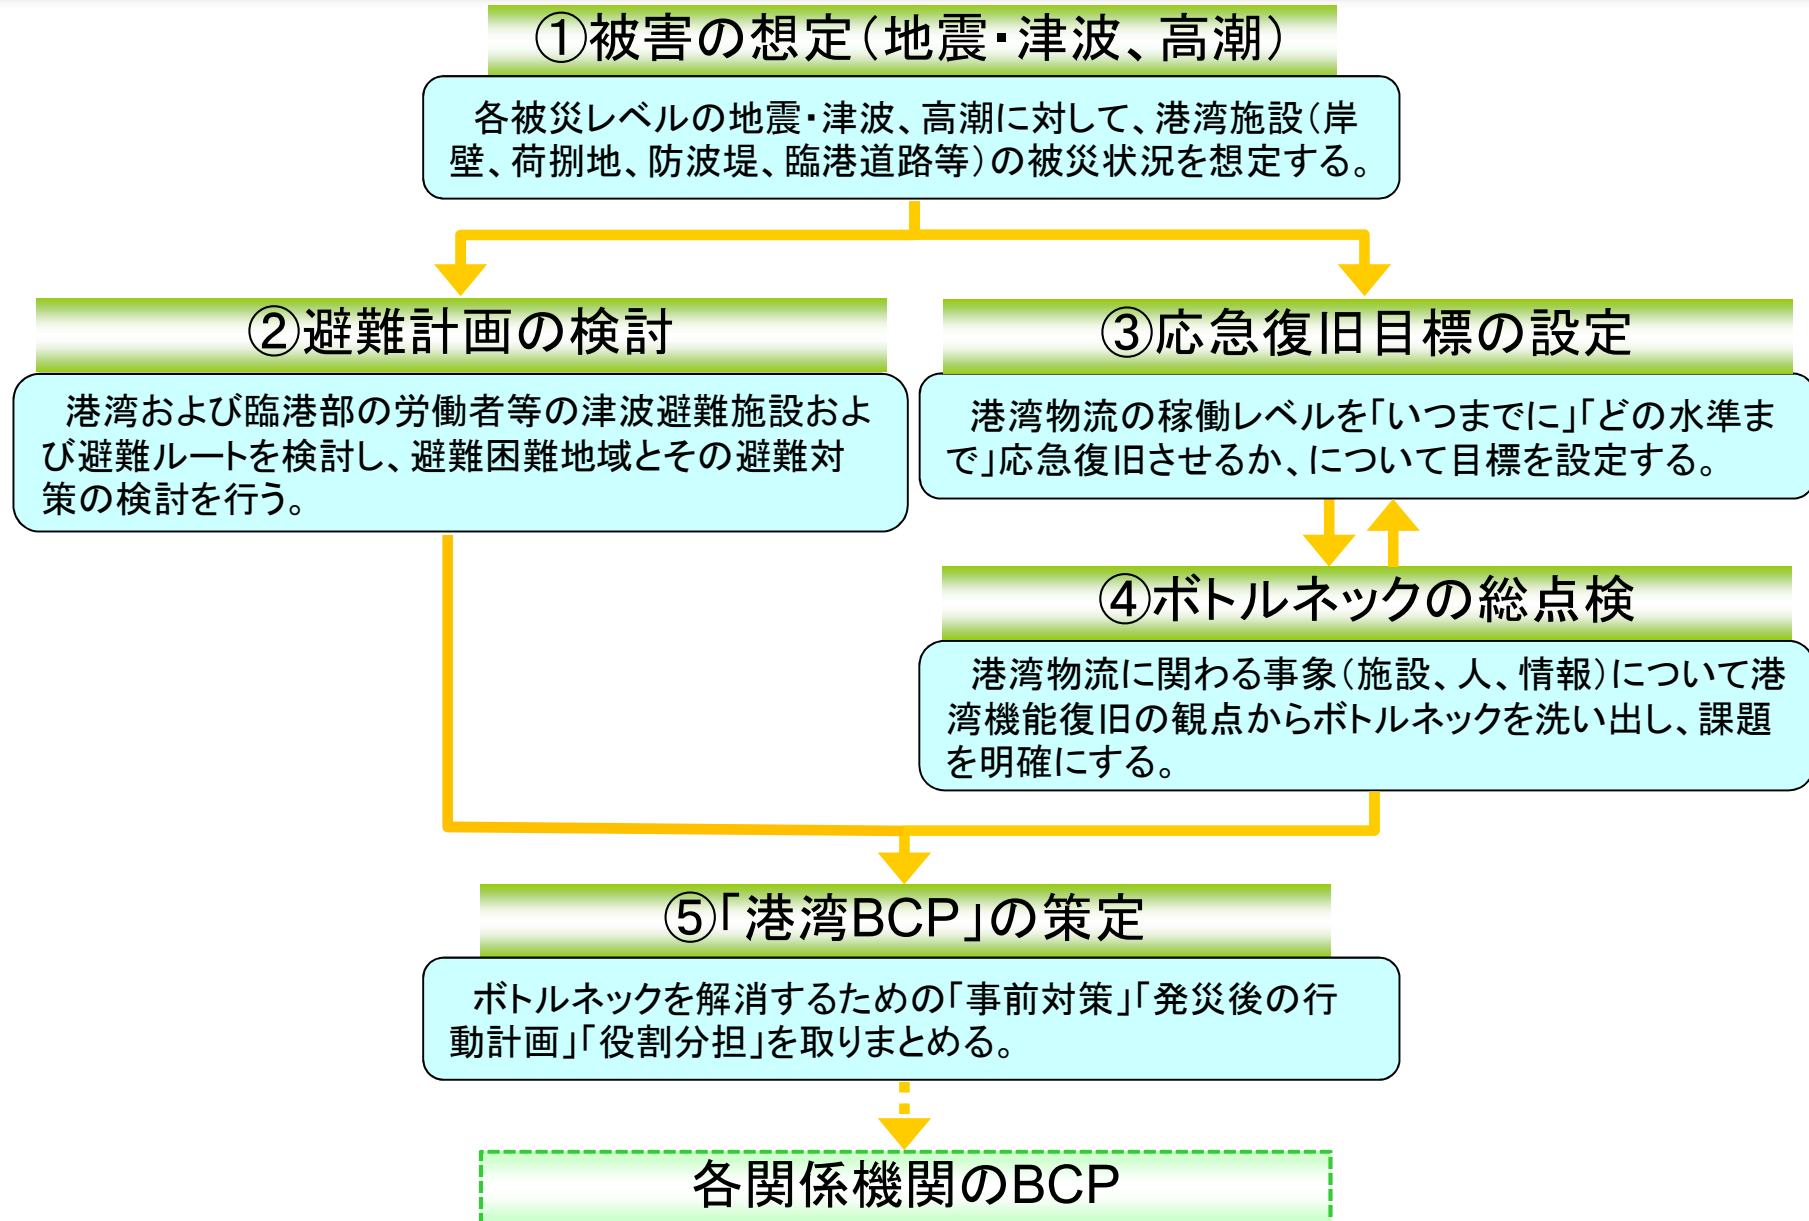 ①被害の想定（地震・津波、高潮）
各被災レベルの地震・津波、高潮に対して、港湾施設（岸
壁、荷捌地、防波堤、臨港道路等）の被災状況を想定する。
②避難計画の検討
港湾および臨港部の労働者等の津波避難施設およ
び避難ルートを検討し、避難困難地域とその避難対
策の検討を行う。
③応急復旧目標の設定
港湾物流の稼働レベルを「いつまでに」「どの水準ま
で」応急復旧させるか、について目標を設定する。
④ボトルネックの総点検
港湾物流に関わる事象（施設、人、情報）について港
湾機能復旧の観点からボトルネックを洗い出し、課題
を明確にする。
⑤「港湾BCP」の策定
ボトルネックを解消するための「事前対策」「発災後の行
動計画」「役割分担」を取りまとめる。
各関係機関のBCP